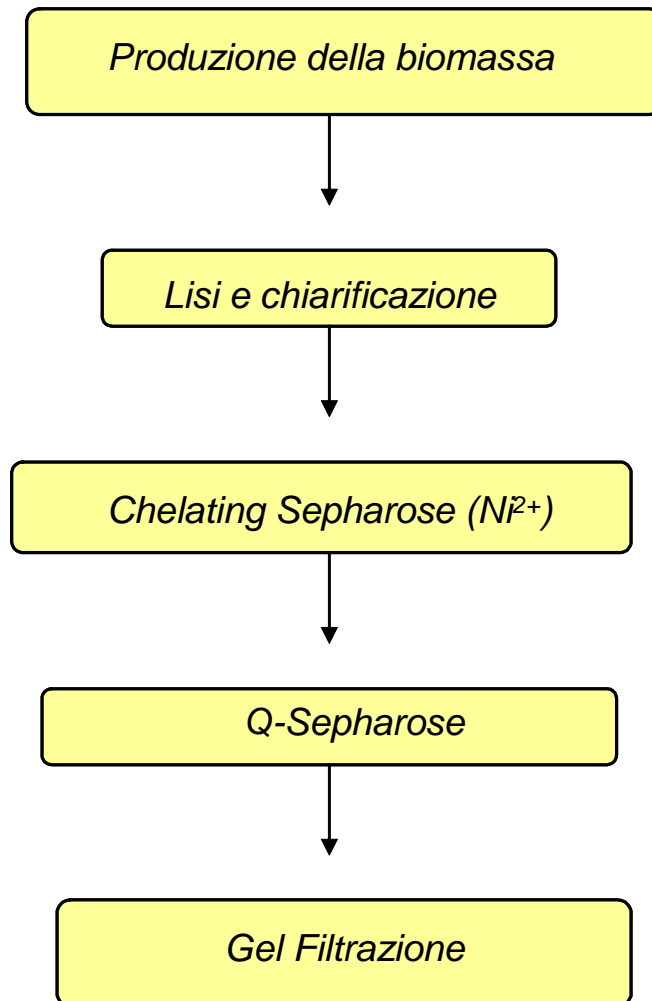 Produzione della biomassa
Lisi e chiarificazione
Chelating Sepharose (Ni²⁺)
Q-Sepharose
Gel Filtrazione